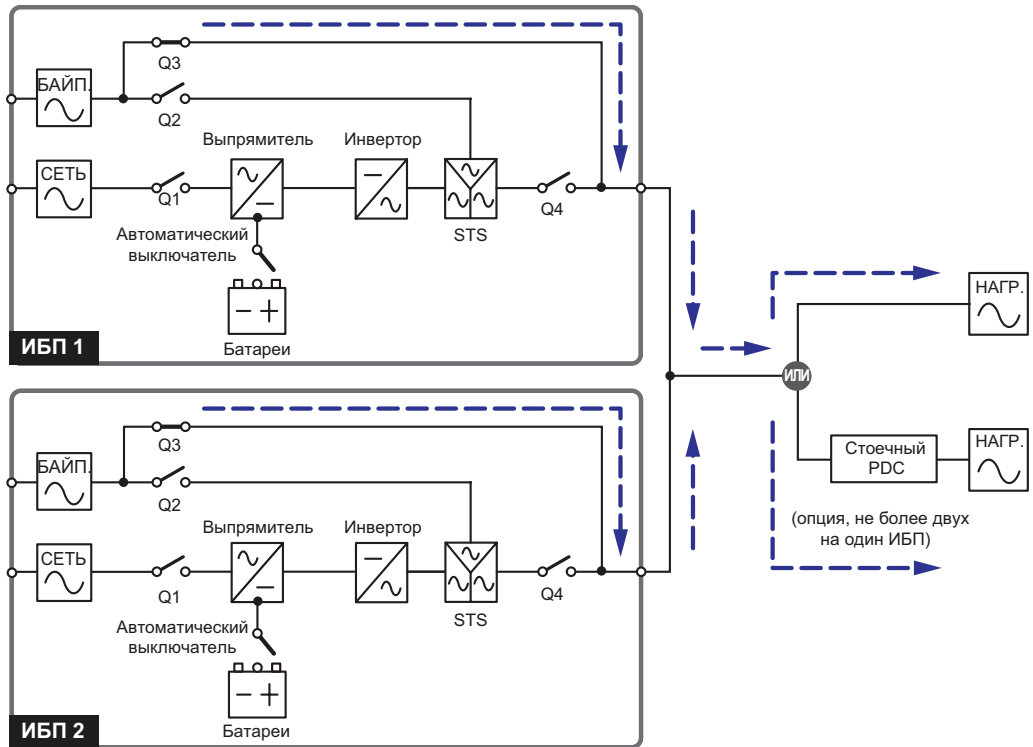 Q3
БАЙП.
Q2
Выпрямитель
Инвертор
СЕТЬ
Q1
STS
Q4
Автоматический
выключатель
Батареи
ИБП 1
НАГР.
ИЛИ
Стоечный
PDC
НАГР.
(опция, не более двух
на один ИБП)
Q3
БАЙП.
Q2
Выпрямитель
Инвертор
СЕТЬ
Q1
STS
Q4
Автоматический
выключатель
Батареи
ИБП 2